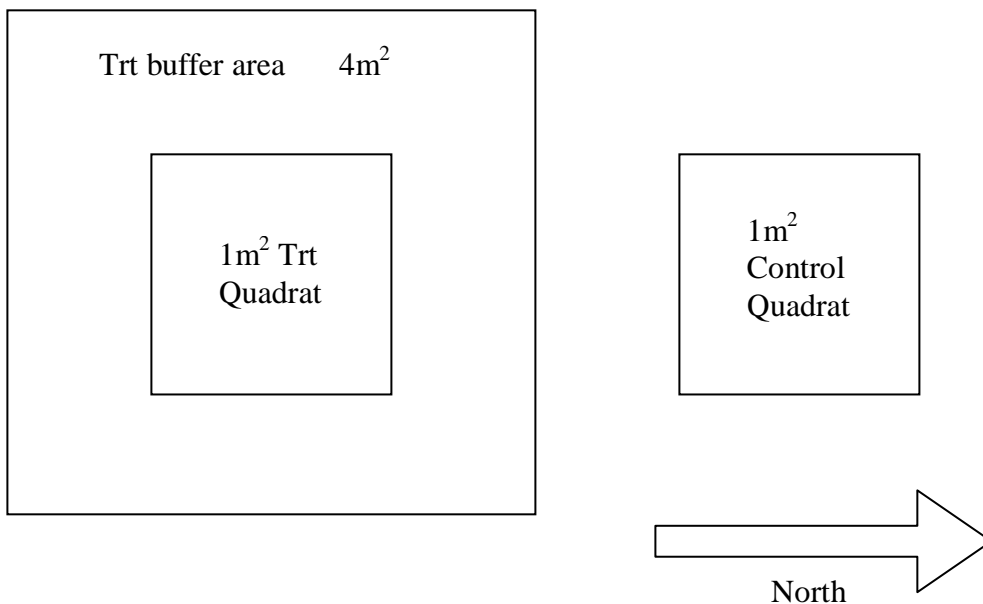 Trt buffer area 4m²
1m² Trt
Quadrat
1m²
Control
Quadrat
North